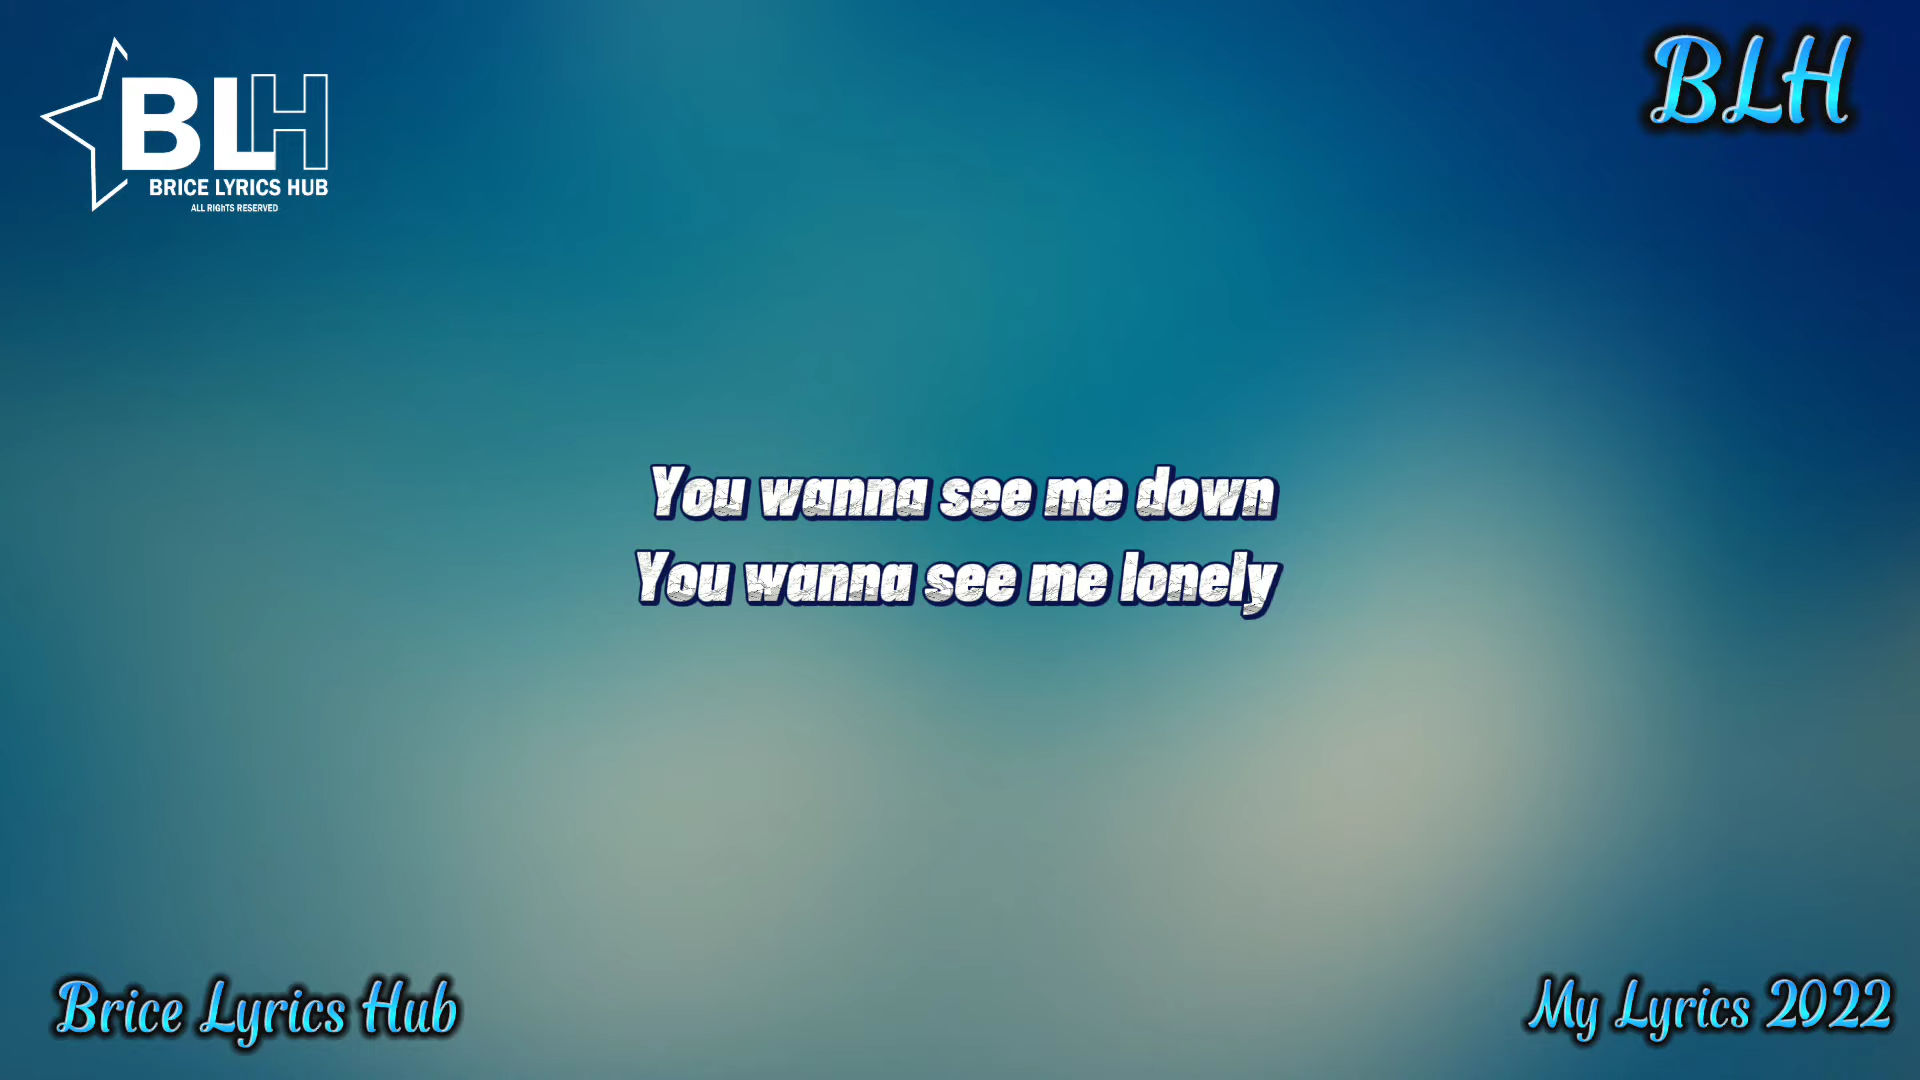 BLH
BRICE LYRICS HUB
ALL RIGHTS RESERVED
BLH
You wanna see me down
You wanna see me lonely
Brice Lyrics Hub
My Lyrics 2022